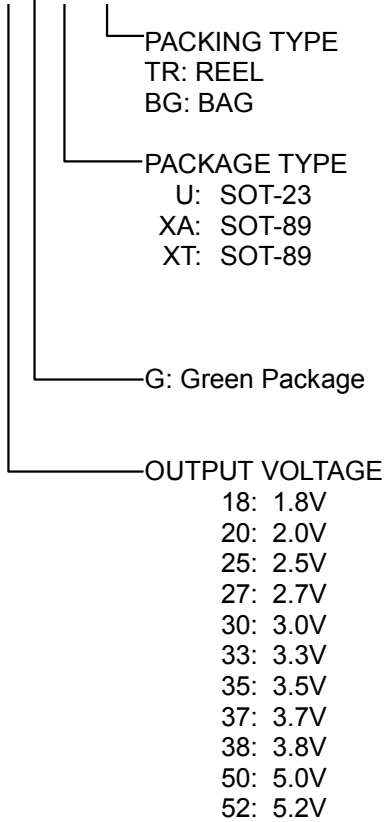 PACKING TYPE
TR: REEL
BG: BAG
PACKAGE TYPE
U: SOT-23
XA: SOT-89
XT: SOT-89
G: Green Package
OUTPUT VOLTAGE
18: 1.8V
20: 2.0V
25: 2.5V
27: 2.7V
30: 3.0V
33: 3.3V
35: 3.5V
37: 3.7V
38: 3.8V
50: 5.0V
52: 5.2V